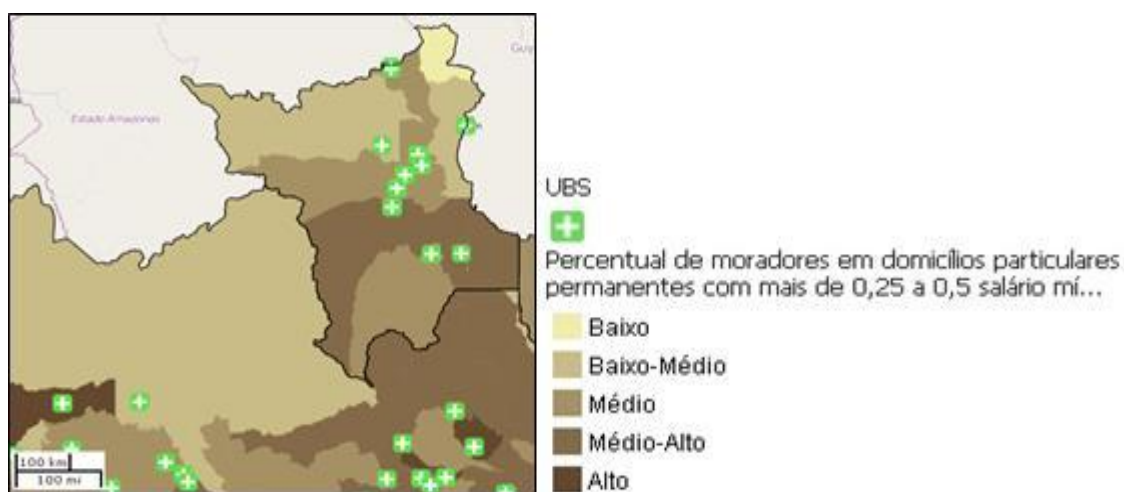 Guy
Estado Amazonas
100 km
100 mi
UBS
Percentual de moradores em domicílios particulares
permanentes com mais de 0,25 a 0,5 salário mí...
Baixo
Baixo-Médio
Médio
Médio-Alto
Alto